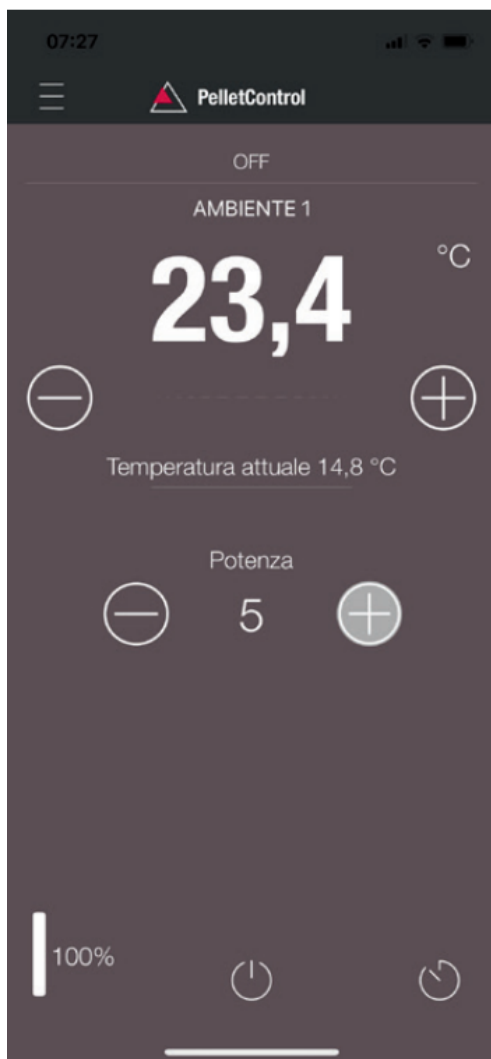 07:27
PelletControl
OFF
AMBIENTE 1
23,4 °C
Temperatura attuale 14,8 °C
Potenza
5
100%